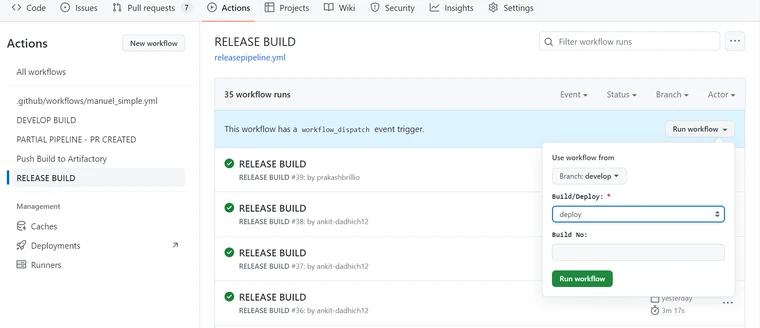 Code
Issues
Pull requests 7
Actions
Projects
Wiki
Security
Insights
Settings
Actions
New workflow
All workflows
.github/workflows/manuel_simple.yml
DEVELOP BUILD
PARTIAL PIPELINE - PR CREATED
Push Build to Artifactory
RELEASE BUILD
Management
Caches
Deployments
Runners
RELEASE BUILD
releasepipeline.yml
Filter workflow runs
35 workflow runs
Event
Status
Branch
Actor
This workflow has a workflow_dispatch event trigger.
Run workflow
Use workflow from
Branch: develop
Build/Deploy: *
deploy
Build No:
Run workflow
RELEASE BUILD
RELEASE BUILD #39: by prakashbrillio
RELEASE BUILD
RELEASE BUILD #38: by ankit-dadhich12
RELEASE BUILD
RELEASE BUILD #37: by ankit-dadhich12
RELEASE BUILD
RELEASE BUILD #36: by ankit-dadhich12
yesterday
3m 17s